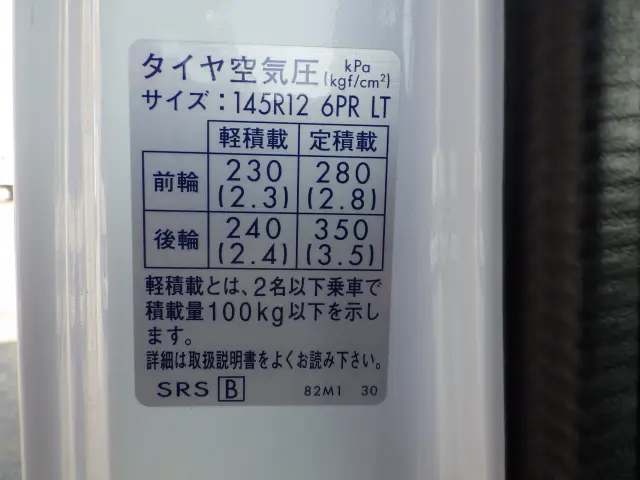 タイヤ空気圧 kPa (kgf/cm²)
サイズ：145R12 6PR LT
軽積載 定積載
前輪 230 (2.3) 280 (2.8)
後輪 240 (2.4) 350 (3.5)
軽積載とは、2名以下乗車で
積載量100kg以下を示し
ます。
詳細は取扱説明書をよくお読み下さい。
SRS B 82M1 30